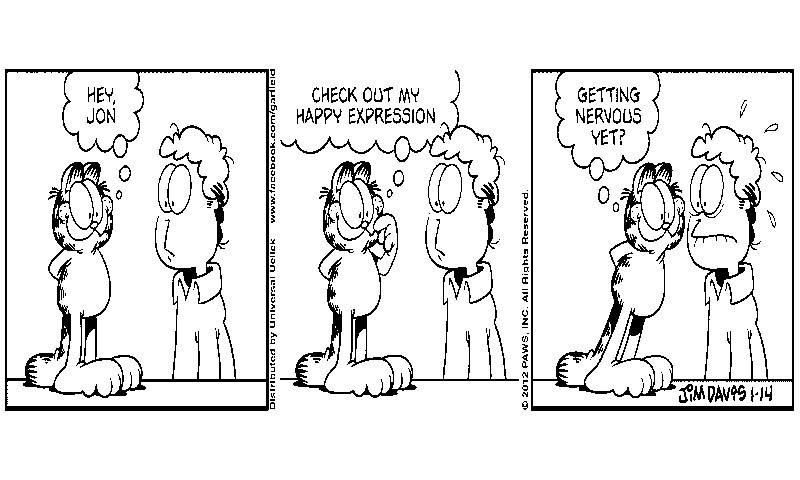 HEY,
JON
CHECK OUT MY
HAPPY EXPRESSION
GETTING
NERVOUS
YET?
Distributed by Universal Uclick www.facebook.com/garfield
© 2012 PAWS, INC. All Rights Reserved.
JIM DAVIS 1-14